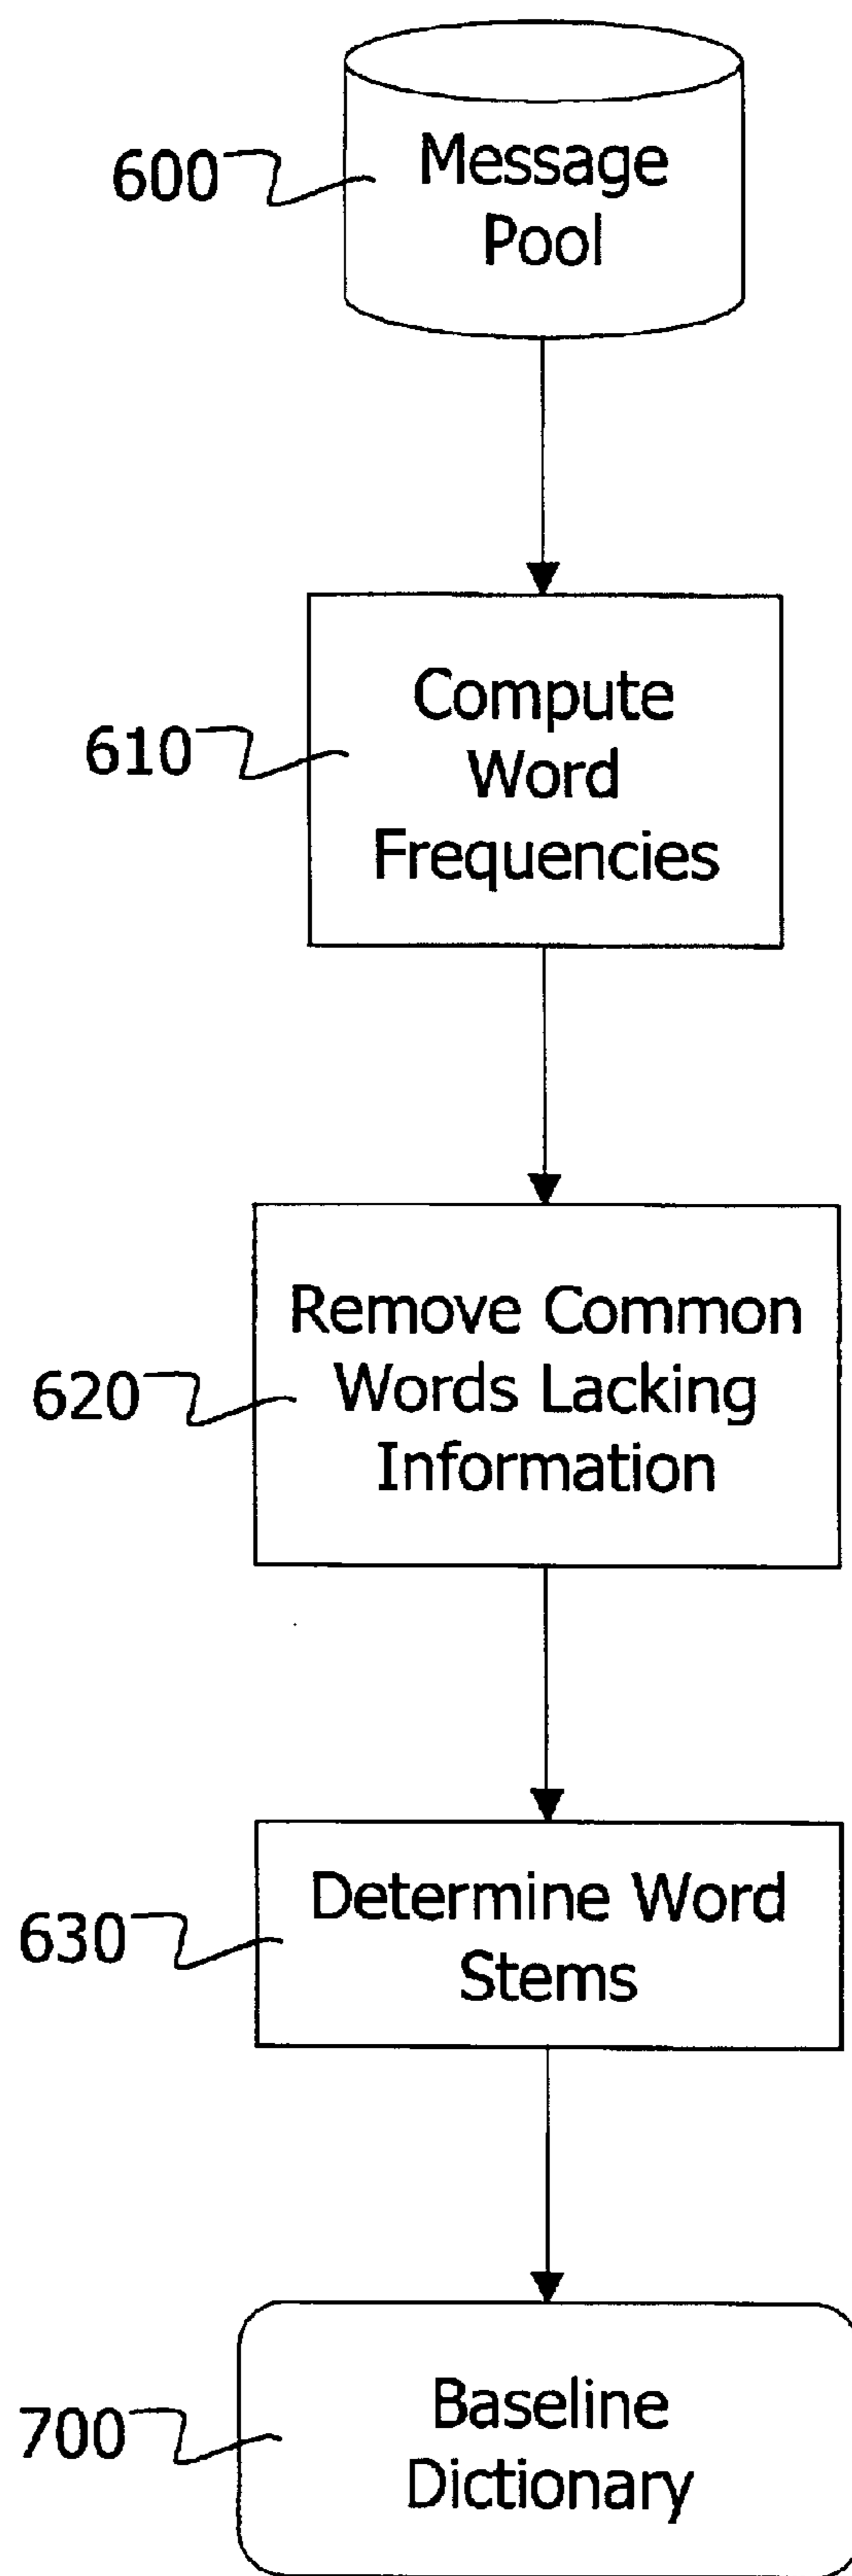 600
Message
Pool
610
Compute
Word
Frequencies
620
Remove Common
Words Lacking
Information
630
Determine Word
Stems
700
Baseline
Dictionary